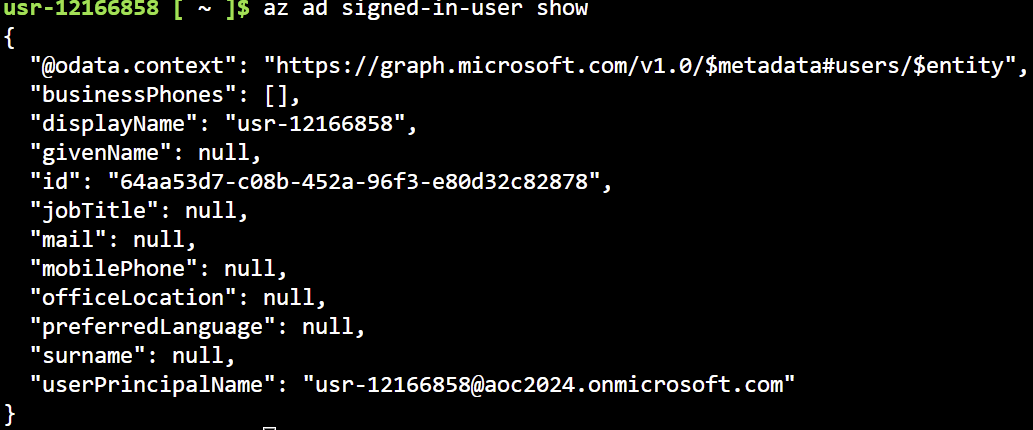 usr-12166858 [ ~ ]$ az ad signed-in-user show
{
  "@odata.context": "https://graph.microsoft.com/v1.0/$metadata#users/$entity",
  "businessPhones": [],
  "displayName": "usr-12166858",
  "givenName": null,
  "id": "64aa53d7-c08b-452a-96f3-e80d32c82878",
  "jobTitle": null,
  "mail": null,
  "mobilePhone": null,
  "officeLocation": null,
  "preferredLanguage": null,
  "surname": null,
  "userPrincipalName": "usr-12166858@aoc2024.onmicrosoft.com"
}